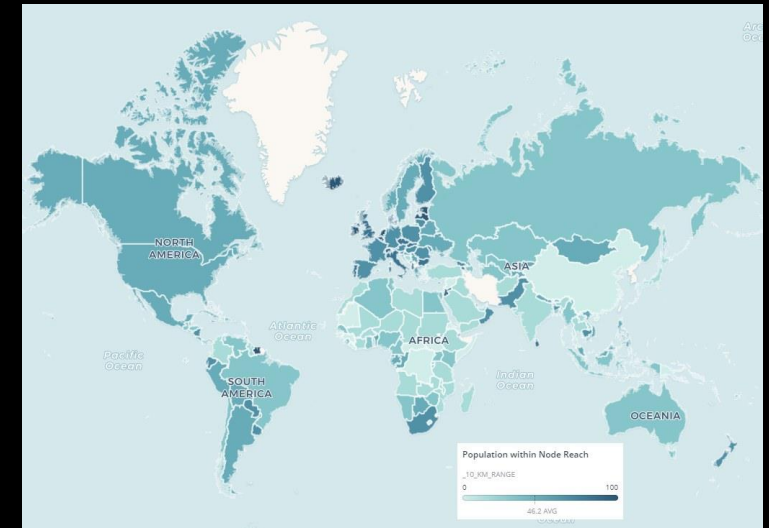 NORTH
AMERICA
ASIA
Atlantic
Ocean
AFRICA
Pacific
Ocean
Indian
Ocean
SOUTH
AMERICA
OCEANIA
Population within Node Reach
_10_KM_RANGE
0 100
46.2 AVG